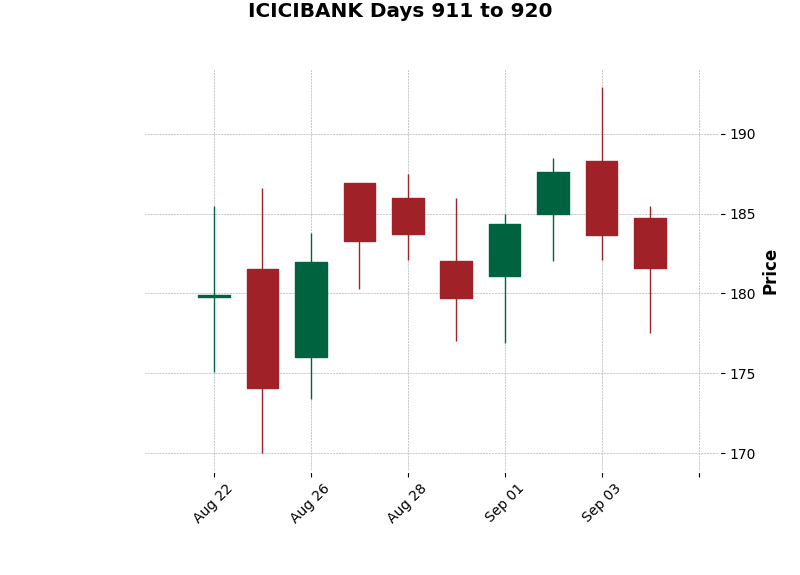 ICICIBANK Days 911 to 920
190
185
180
175
170
Price
Aug 22
Aug 26
Aug 28
Sep 01
Sep 03